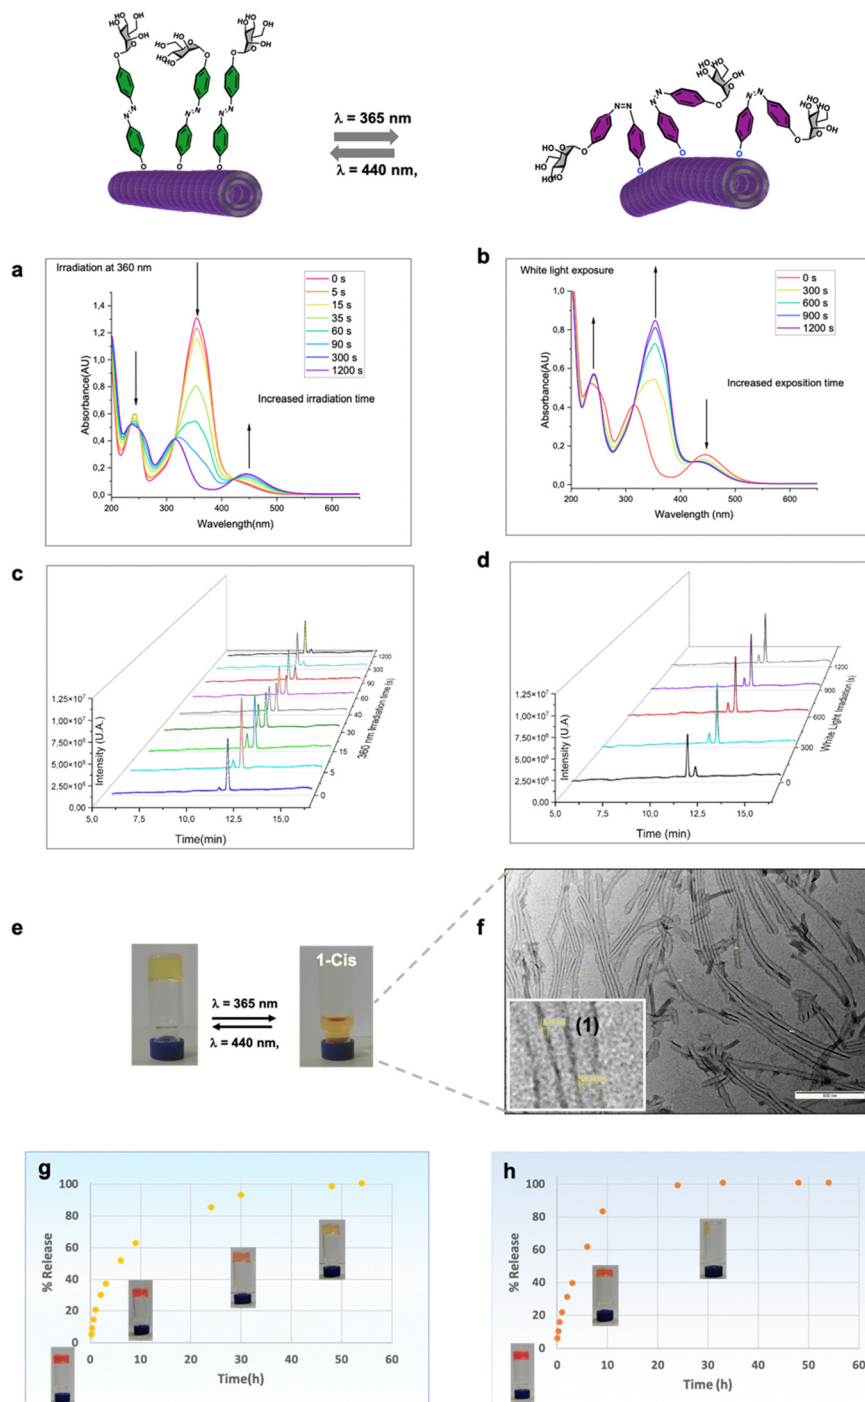 λ = 365 nm
λ = 440 nm,
a
Irradiation at 360 nm
0 s
5 s
15 s
35 s
60 s
90 s
300 s
1200 s
Increased irradiation time
Absorbance(AU)
1,4
1,2
1,0
0,8
0,6
0,4
0,2
0,0
200 300 400 500 600
Wavelength(nm)
b
White light exposure
0 s
300 s
600 s
900 s
1200 s
Increased exposition time
Absorbance (AU)
1,0
0,8
0,6
0,4
0,2
0,0
200 300 400 500 600
Wavelength (nm)
c
Intensity (U.A.)
1,25×10⁷
1,00×10⁷
7,50×10⁶
5,00×10⁶
2,50×10⁶
0,00
5,0 7,5 10,0 12,5 15,0
Time(min)
0
5
15
30
40
60
90
300
1200
360 nm Irradiation time (s)
d
Intensity (U.A)
1,25×10⁷
1,00×10⁷
7,50×10⁶
5,00×10⁶
2,50×10⁶
0,00
5,0 7,5 10,0 12,5 15,0
Time (min)
0
300
600
900
1200
White Light Irradiation (s)
e
λ = 365 nm
λ = 440 nm,
1-Cis
f
(1)
500 nm
g
% Release
100
80
60
40
20
0
0 10 20 30 40 50 60
Time(h)
h
% Release
100
80
60
40
20
0
0 10 20 30 40 50 60
Time (h)